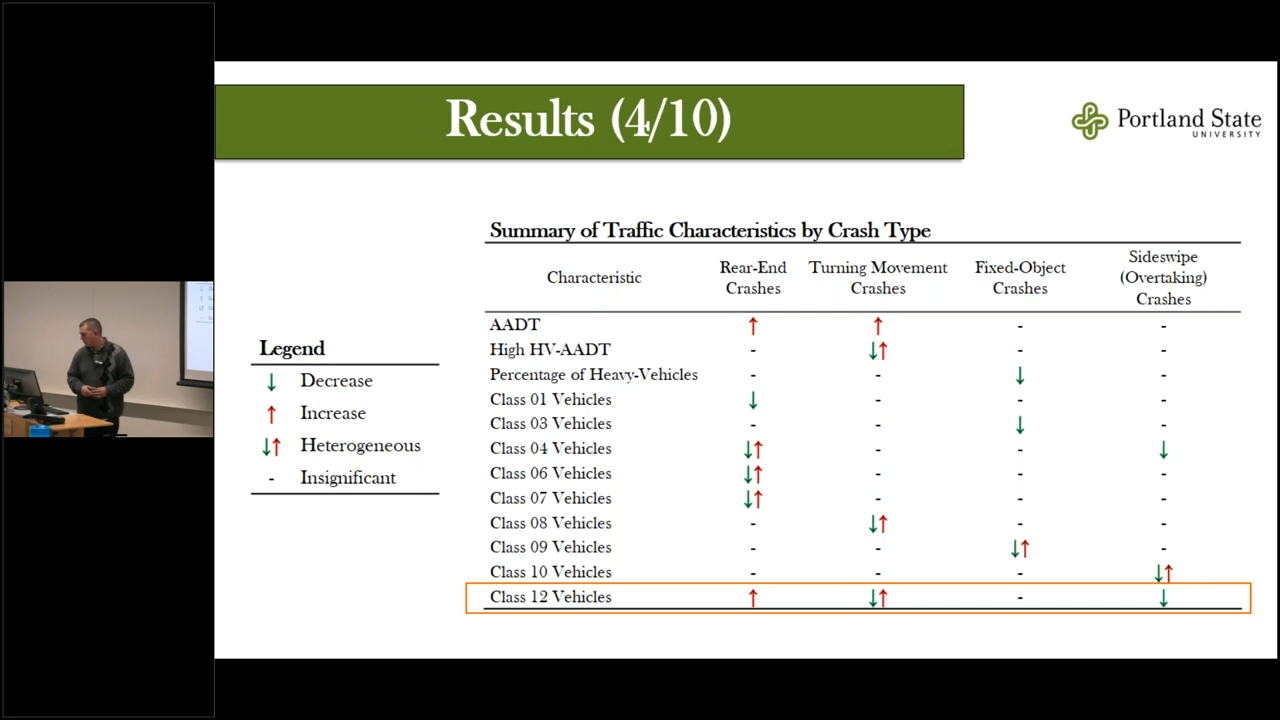 Results (4/10)
Portland State
UNIVERSITY
Summary of Traffic Characteristics by Crash Type
Characteristic Rear-End Crashes Turning Movement Crashes Fixed-Object Crashes Sideswipe (Overtaking) Crashes
AADT ↑ ↑ - -
High HV-AADT - ↓↑ - -
Percentage of Heavy-Vehicles - - ↓ -
Class 01 Vehicles ↓ - - -
Class 03 Vehicles - - ↓ -
Class 04 Vehicles ↓↑ - - ↓
Class 06 Vehicles ↓↑ - - -
Class 07 Vehicles ↓↑ - - -
Class 08 Vehicles - ↓↑ - -
Class 09 Vehicles - - ↓↑ -
Class 10 Vehicles - - - ↓↑
Class 12 Vehicles ↑ ↓↑ - ↓
Legend
↓ Decrease
↑ Increase
↓↑ Heterogeneous
- Insignificant